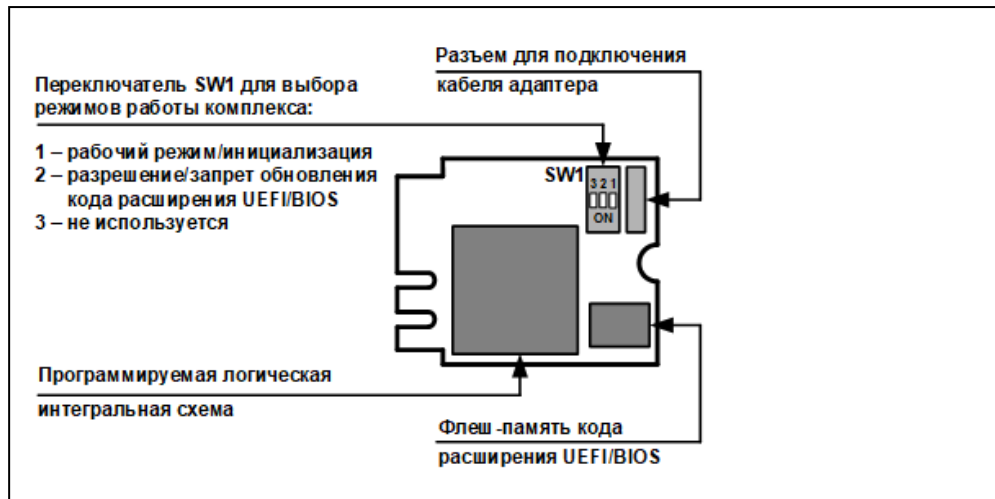 Разъем для подключения
кабеля адаптера
Переключатель SW1 для выбора
режимов работы комплекса:
1 – рабочий режим/инициализация
2 – разрешение/запрет обновления
кода расширения UEFI/BIOS
3 – не используется
SW1
3 2 1
ON
Программируемая логическая
интегральная схема
Флеш -память кода
расширения UEFI/BIOS